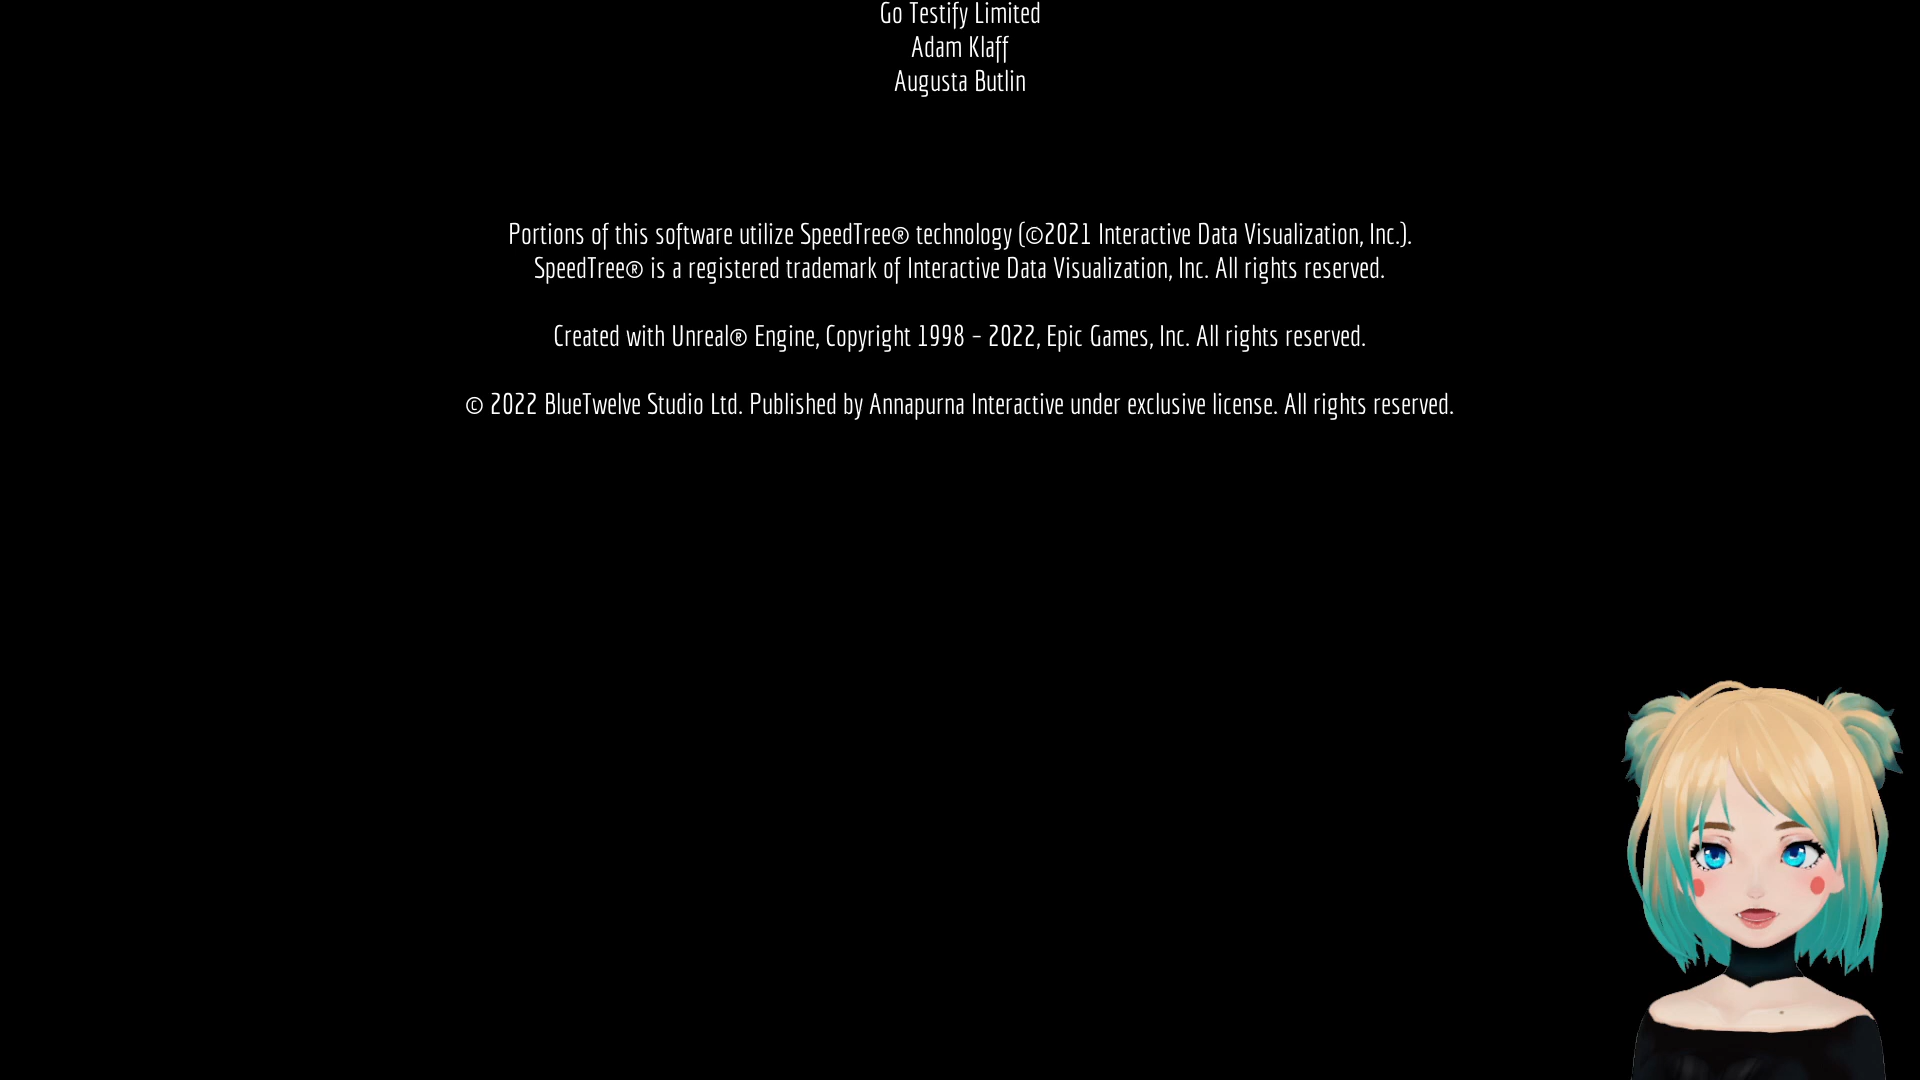 Go Testify Limited
Adam Klaff
Augusta Butlin
Portions of this software utilize SpeedTree® technology (©2021 Interactive Data Visualization, Inc.).
SpeedTree® is a registered trademark of Interactive Data Visualization, Inc. All rights reserved.
Created with Unreal® Engine, Copyright 1998 – 2022, Epic Games, Inc. All rights reserved.
© 2022 BlueTwelve Studio Ltd. Published by Annapurna Interactive under exclusive license. All rights reserved.